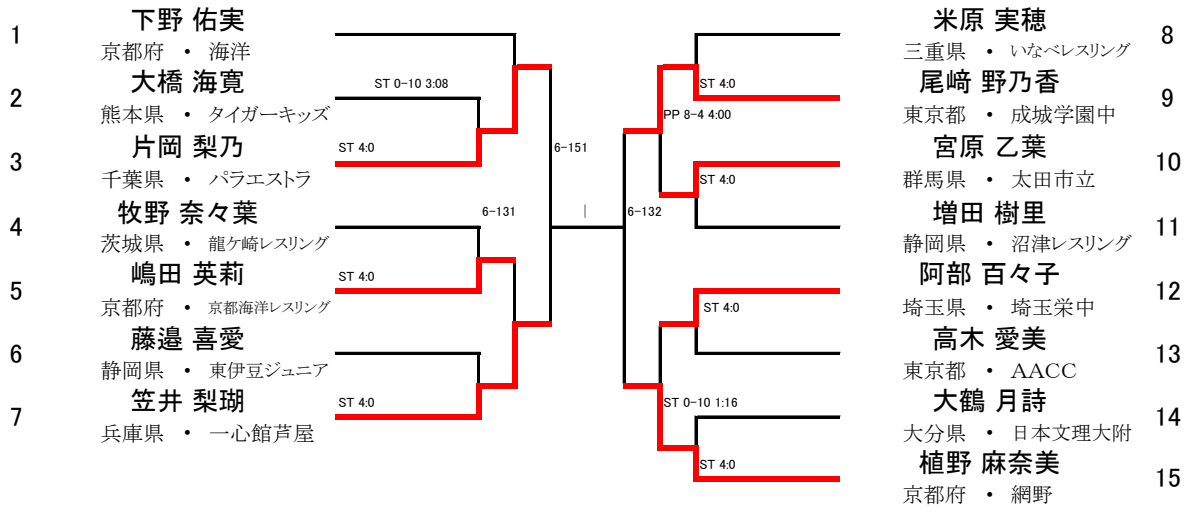 1
下野 佑実
京都府 ・ 海洋
2
大橋 海寛
熊本県 ・ タイガーキッズ
3
片岡 梨乃
千葉県 ・ パラエストラ
4
牧野 奈々葉
茨城県 ・ 龍ケ崎レスリング
5
嶋田 英莉
京都府 ・ 京都海洋レスリング
6
藤邉 喜愛
静岡県 ・ 東伊豆ジュニア
7
笠井 梨瑚
兵庫県 ・ 一心館芦屋
ST 0-10 3:08
ST 4:0
6-131
ST 4:0
ST 4:0
6-151
|
6-132
ST 4:0
PP 8-4 4:00
ST 4:0
ST 4:0
ST 0-10 1:16
ST 4:0
米原 実穂
8
三重県 ・ いなべレスリング
尾﨑 野乃香
9
東京都 ・ 成城学園中
宮原 乙葉
10
群馬県 ・ 太田市立
増田 樹里
11
静岡県 ・ 沼津レスリング
阿部 百々子
12
埼玉県 ・ 埼玉栄中
高木 愛美
13
東京都 ・ AACC
大鶴 月詩
14
大分県 ・ 日本文理大附
植野 麻奈美
15
京都府 ・ 網野